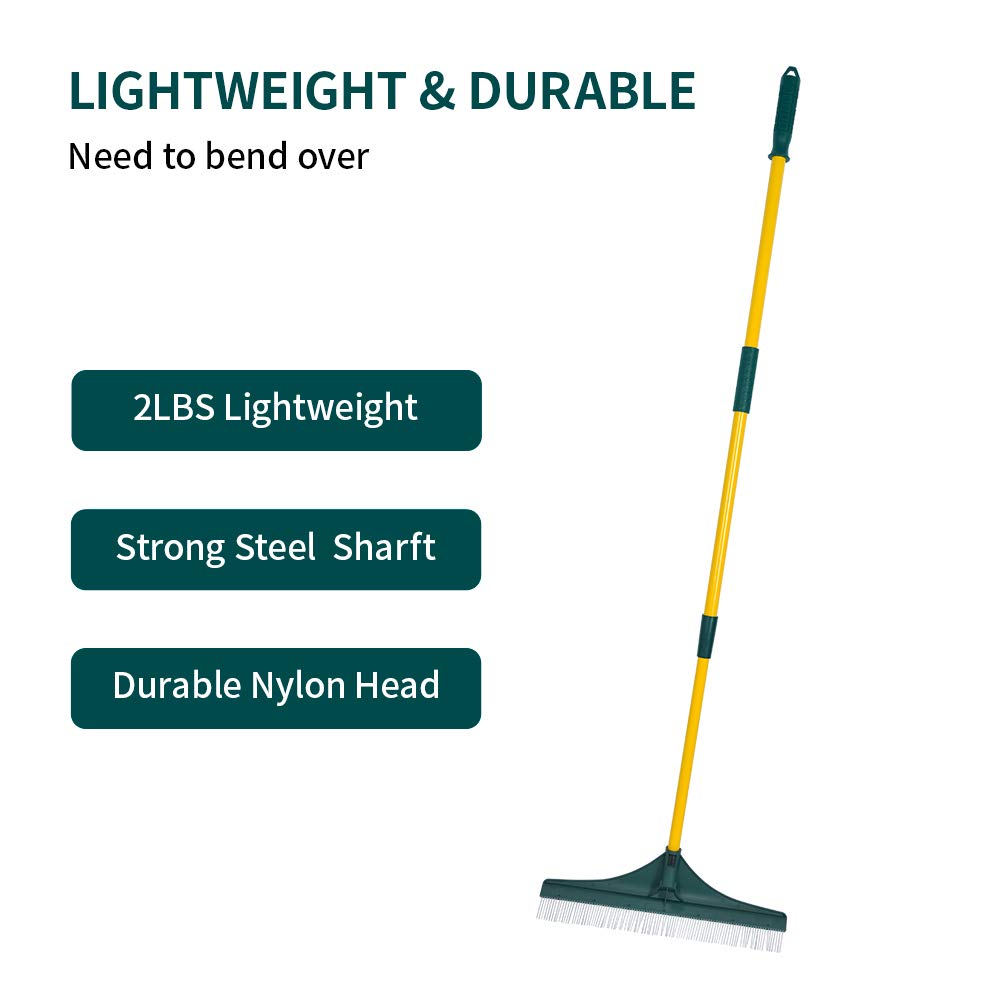 LIGHTWEIGHT & DURABLE
Need to bend over
2LBS Lightweight
Strong Steel Sharft
Durable Nylon Head